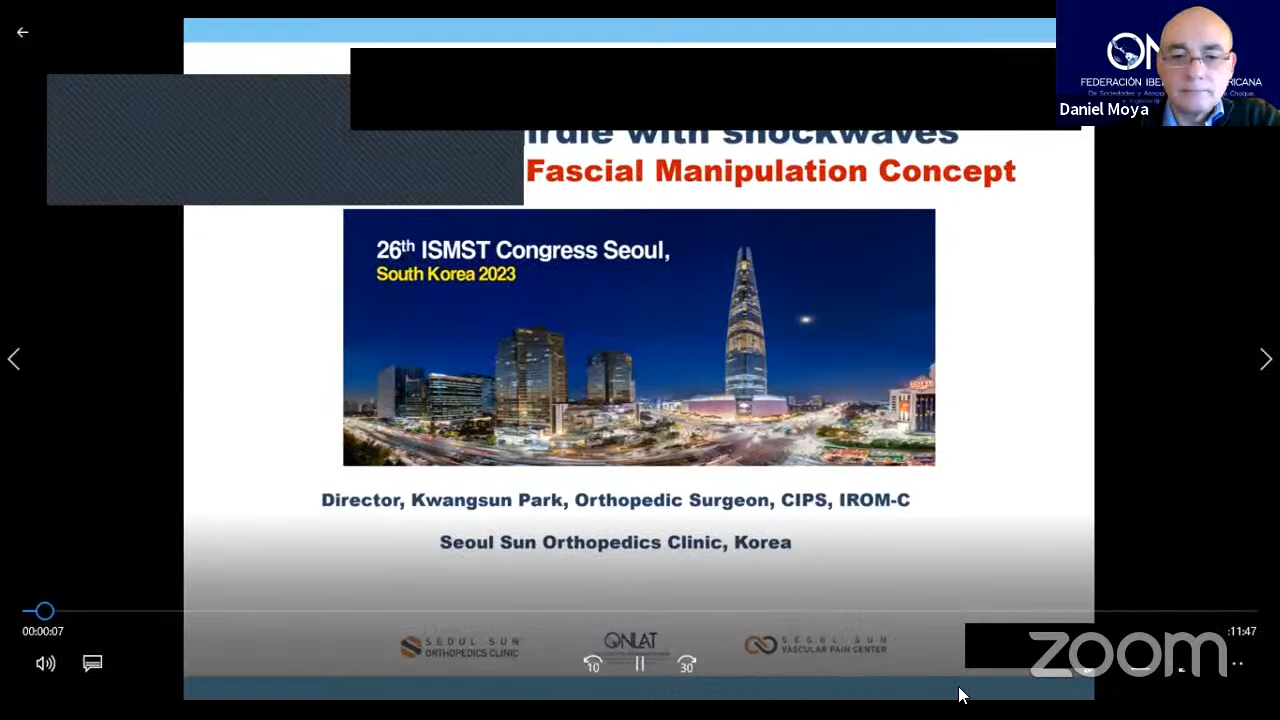 FEDERACIÓN
Daniel Moya
with shockwaves
Fascial Manipulation Concept
26th ISMST Congress Seoul,
South Korea 2023
Director, Kwangsun Park, Orthopedic Surgeon, CIPS, IROM-C
Seoul Sun Orthopedics Clinic, Korea
00:00:07
:11:47
SEOUL SUN
ORTHOPEDICS CLINIC
ONLAT
SEOUL SUN
VASCULAR PAIN CENTER
10
30
zoom